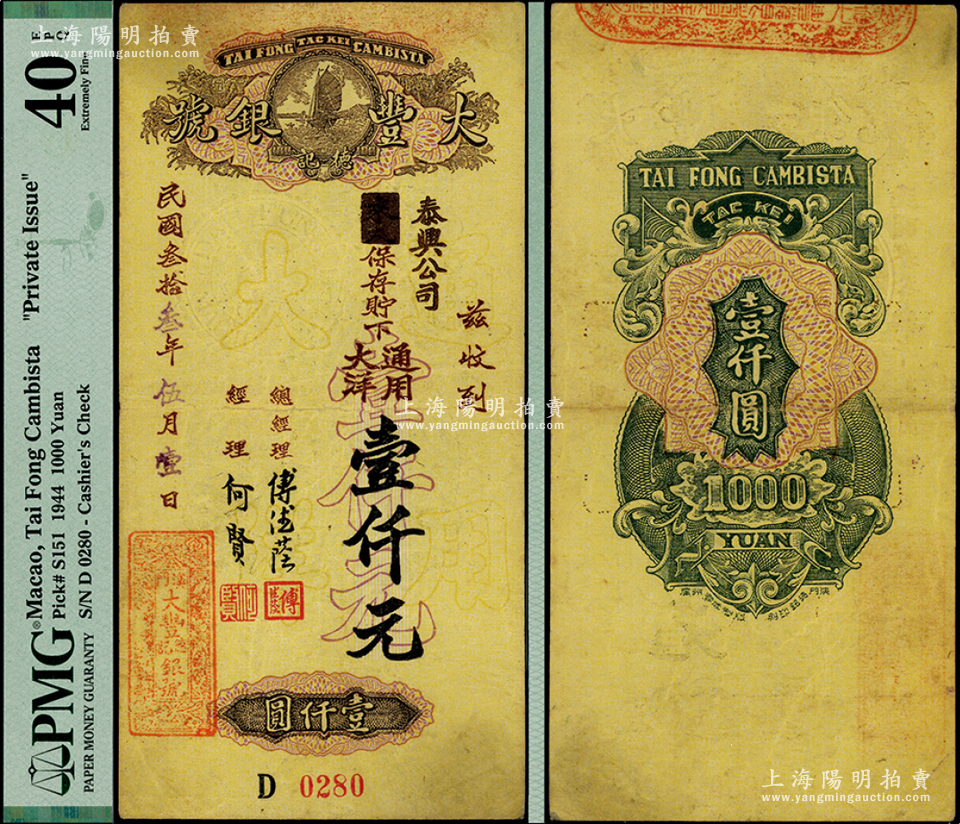 PMG
®
PAPER MONEY GUARANTY
Macao, Tai Fong Cambista "Private Issue"
Pick# S151 1944 1000 Yuan
S/N D 0280 - Cashier's Check
40
EPQ
Extremely Fine
上海陽明拍賣
www.yangmingauction.com
TAI FONG TAC KEI CAMBISTA
大豐銀號
德記
茲收到
泰興公司
保存貯下
通用
大洋
壹仟元
大
通
用
總經理
傅德蔭
經理
何賢
民國叁拾叁年伍月壹日
大豐銀號
壹仟圓
D 0280
上海陽明拍賣
www.yangmingauction.com
TAI FONG CAMBISTA
TAC KEI
壹仟圓
1000
YUAN
上海陽明拍賣
www.yangmingauction.com